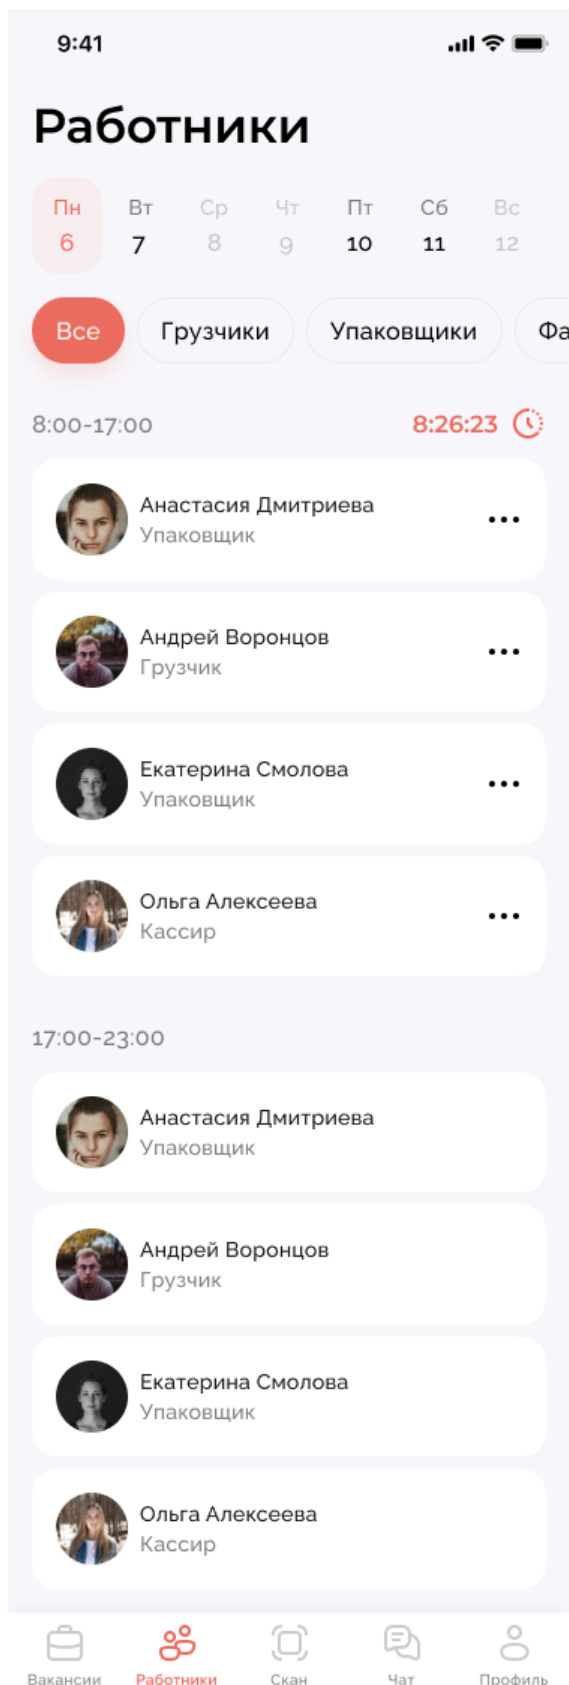 9:41
Работники
Пн Вт Ср Чт Пт Сб Вс
6 7 8 9 10 11 12
Все Грузчики Упаковщики Фа
8:00-17:00 8:26:23
Анастасия Дмитриева
Упаковщик
Андрей Воронцов
Грузчик
Екатерина Смолова
Упаковщик
Ольга Алексеева
Кассир
17:00-23:00
Анастасия Дмитриева
Упаковщик
Андрей Воронцов
Грузчик
Екатерина Смолова
Упаковщик
Ольга Алексеева
Кассир
Вакансии Работники Скан Чат Профиль